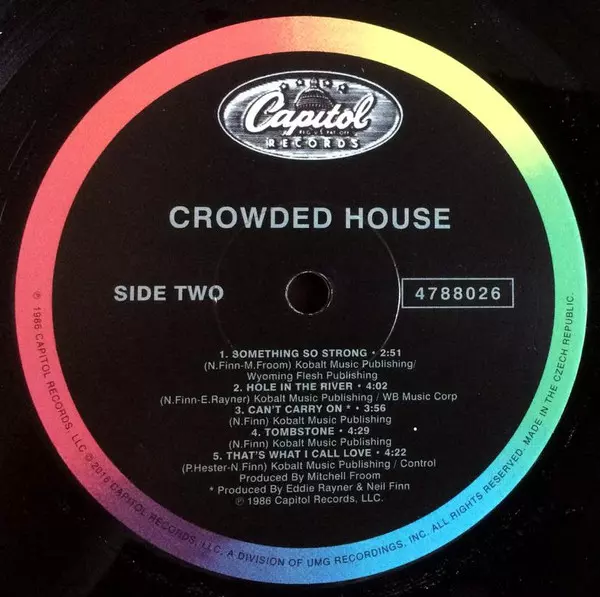 Capitol
REG. U.S. PAT. OFF.
RECORDS
CROWDED HOUSE
SIDE TWO
4788026
1. SOMETHING SO STRONG • 2:51
(N.Finn-M.Froom) Kobalt Music Publishing/
Wyoming Flesh Publishing
2. HOLE IN THE RIVER • 4:02
(N.Finn-E.Rayner) Kobalt Music Publishing / WB Music Corp
3. CAN'T CARRY ON * • 3:56
(N.Finn) Kobalt Music Publishing
4. TOMBSTONE • 4:29
(N.Finn) Kobalt Music Publishing
5. THAT'S WHAT I CALL LOVE • 4:22
(P.Hester-N.Finn) Kobalt Music Publishing / Control
Produced By Mitchell Froom
* Produced By Eddie Rayner & Neil Finn
℗ 1986 Capitol Records, LLC.
℗ 1986 CAPITOL RECORDS, LLC © 2016 CAPITOL RECORDS, LLC, A DIVISION OF UMG RECORDINGS, INC. ALL RIGHTS RESERVED. MADE IN THE CZECH REPUBLIC.